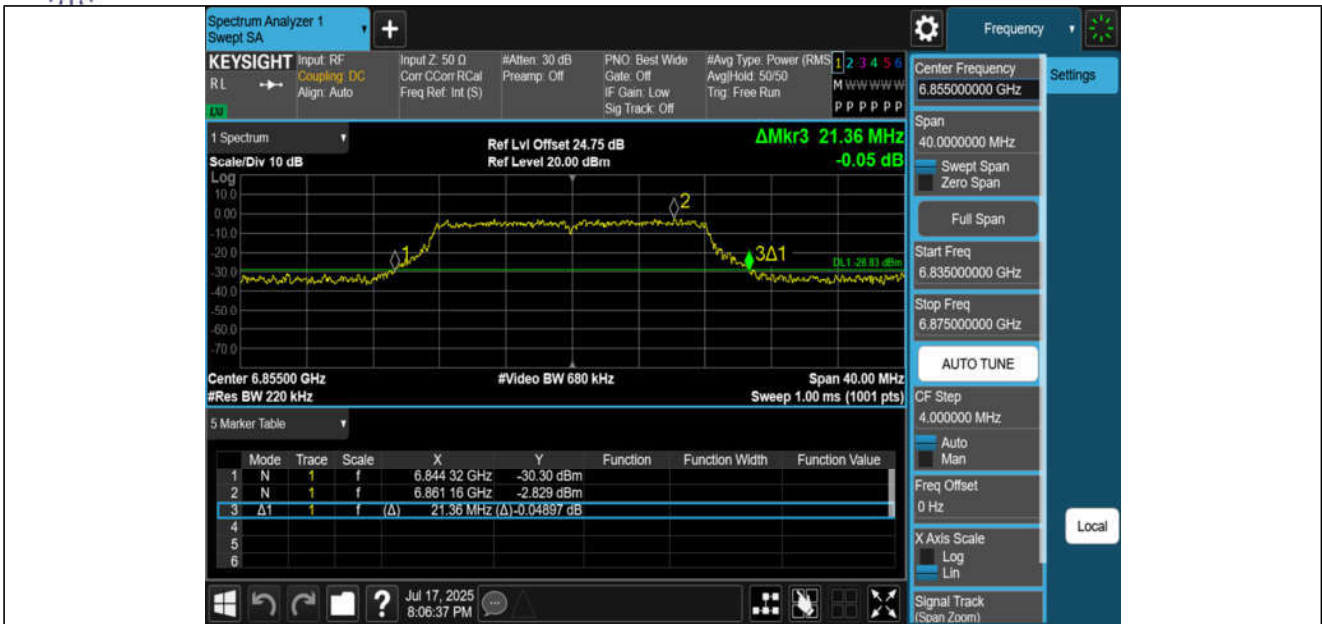 Spectrum Analyzer 1
Swept SA
+
Frequency
KEYSIGHT
RL
LV
Input: RF
Coupling: DC
Align: Auto
Input Z: 50 Ω
Corr CCorr RCal
Freq Ref: Int (S)
#Atten: 30 dB
Preamp: Off
PNO: Best Wide
Gate: Off
IF Gain: Low
Sig Track: Off
#Avg Type: Power (RMS
Avg|Hold: 50/50
Trig: Free Run
1 2 3 4 5 6
M W W W W W
P P P P P P
1 Spectrum
Scale/Div 10 dB
Ref Lvl Offset 24.75 dB
Ref Level 20.00 dBm
ΔMkr3 21.36 MHz
-0.05 dB
Log
10.0
0.00
-10.0
-20.0
-30.0
-40.0
-50.0
-60.0
-70.0
1
2
3Δ1
DL1 -28.83 dBm
Center 6.85500 GHz
#Video BW 680 kHz
Span 40.00 MHz
#Res BW 220 kHz
Sweep 1.00 ms (1001 pts)
5 Marker Table
Mode Trace Scale X Y Function Function Width Function Value
1 N 1 f 6.844 32 GHz -30.30 dBm
2 N 1 f 6.861 16 GHz -2.829 dBm
3 Δ1 1 f (Δ) 21.36 MHz (Δ) -0.04897 dB
4
5
6
?
Jul 17, 2025
8:06:37 PM
Center Frequency
6.855000000 GHz
Span
40.0000000 MHz
Swept Span
Zero Span
Full Span
Start Freq
6.835000000 GHz
Stop Freq
6.875000000 GHz
AUTO TUNE
CF Step
4.000000 MHz
Auto
Man
Freq Offset
0 Hz
X Axis Scale
Log
Lin
Signal Track
(Span Zoom)
Settings
Local